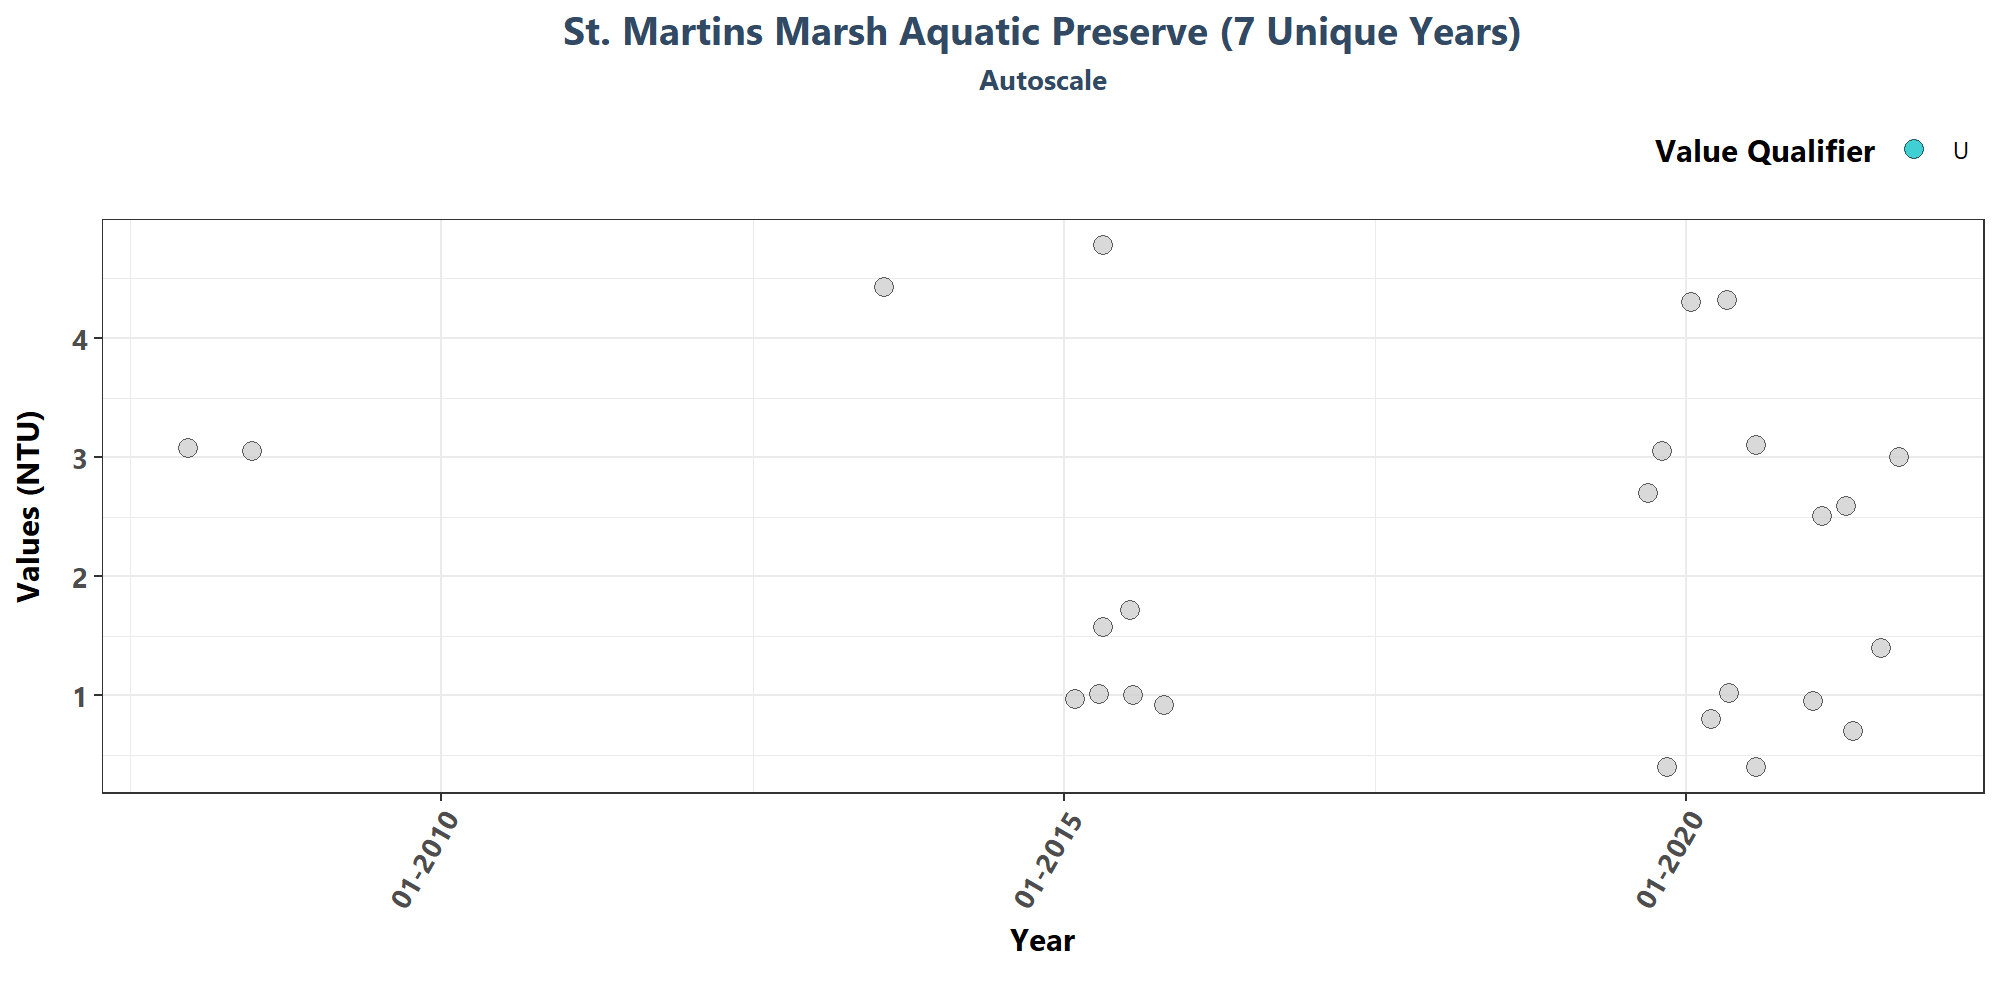 St. Martins Marsh Aquatic Preserve (7 Unique Years)
Autoscale
Value Qualifier U
Values (NTU)
4
3
2
1
01-2010
01-2015
01-2020
Year